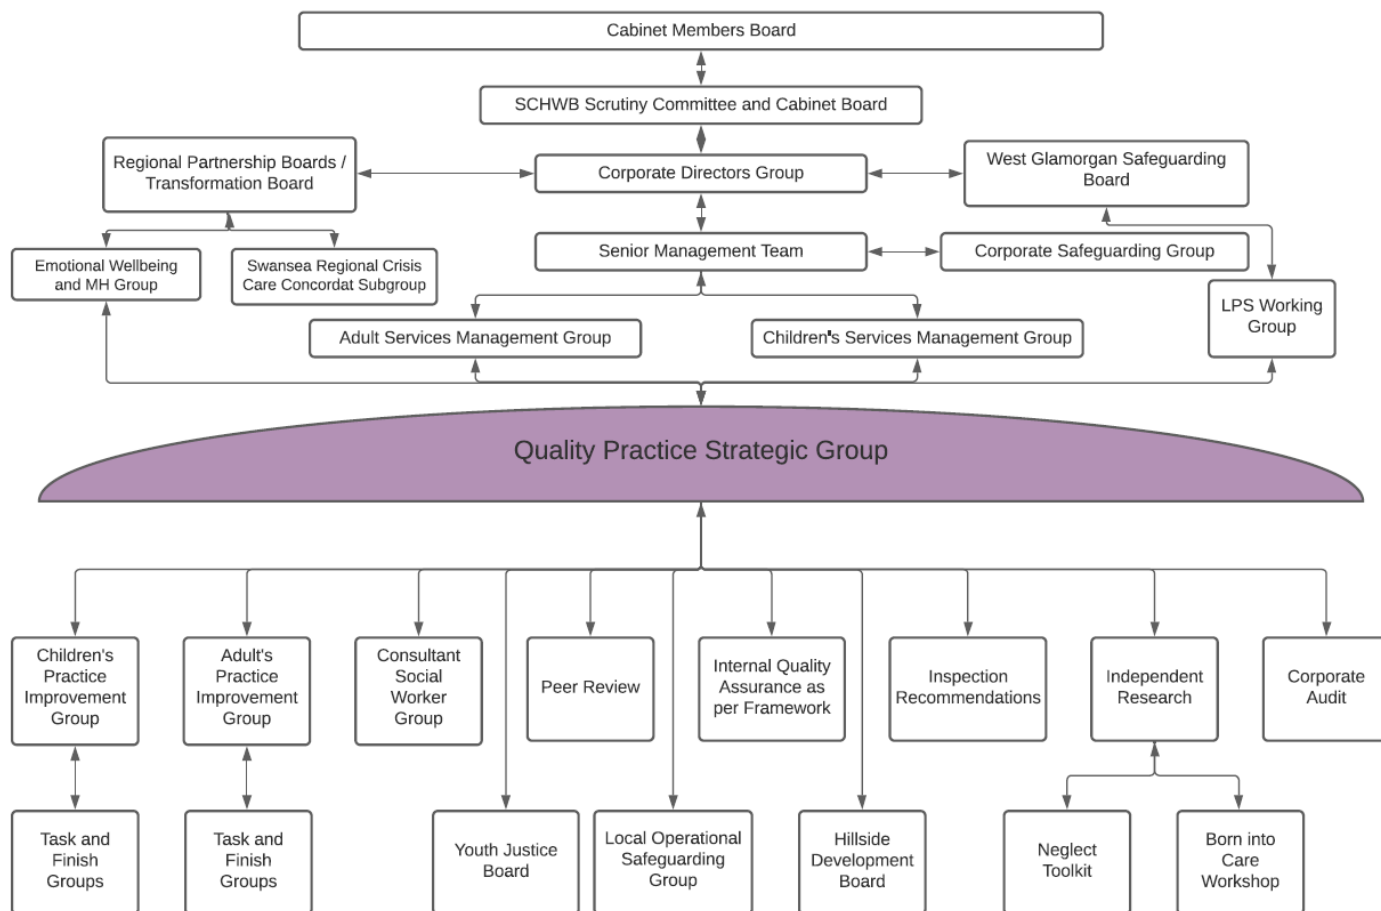 Cabinet Members Board
SCHWB Scrutiny Committee and Cabinet Board
Regional Partnership Boards /
Transformation Board
Corporate Directors Group
West Glamorgan Safeguarding
Board
Senior Management Team
Corporate Safeguarding Group
Emotional Wellbeing
and MH Group
Swansea Regional Crisis
Care Concordat Subgroup
LPS Working
Group
Adult Services Management Group
Children's Services Management Group
Quality Practice Strategic Group
Children's
Practice
Improvement
Group
Adult's
Practice
Improvement
Group
Consultant
Social
Worker
Group
Peer Review
Internal Quality
Assurance as
per Framework
Inspection
Recommendations
Independent
Research
Corporate
Audit
Task and
Finish
Groups
Task and
Finish
Groups
Youth Justice
Board
Local Operational
Safeguarding
Group
Hillside
Development
Board
Neglect
Toolkit
Born into
Care
Workshop